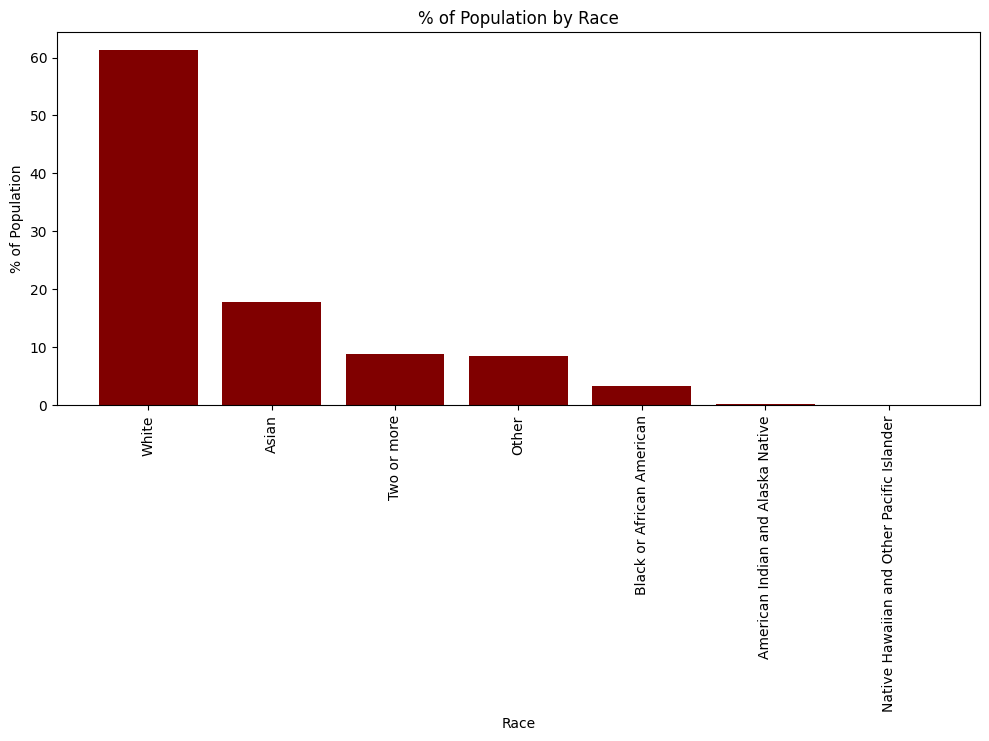 % of Population by Race
% of Population
60
50
40
30
20
10
0
White
Asian
Two or more
Other
Black or African American
American Indian and Alaska Native
Native Hawaiian and Other Pacific Islander
Race